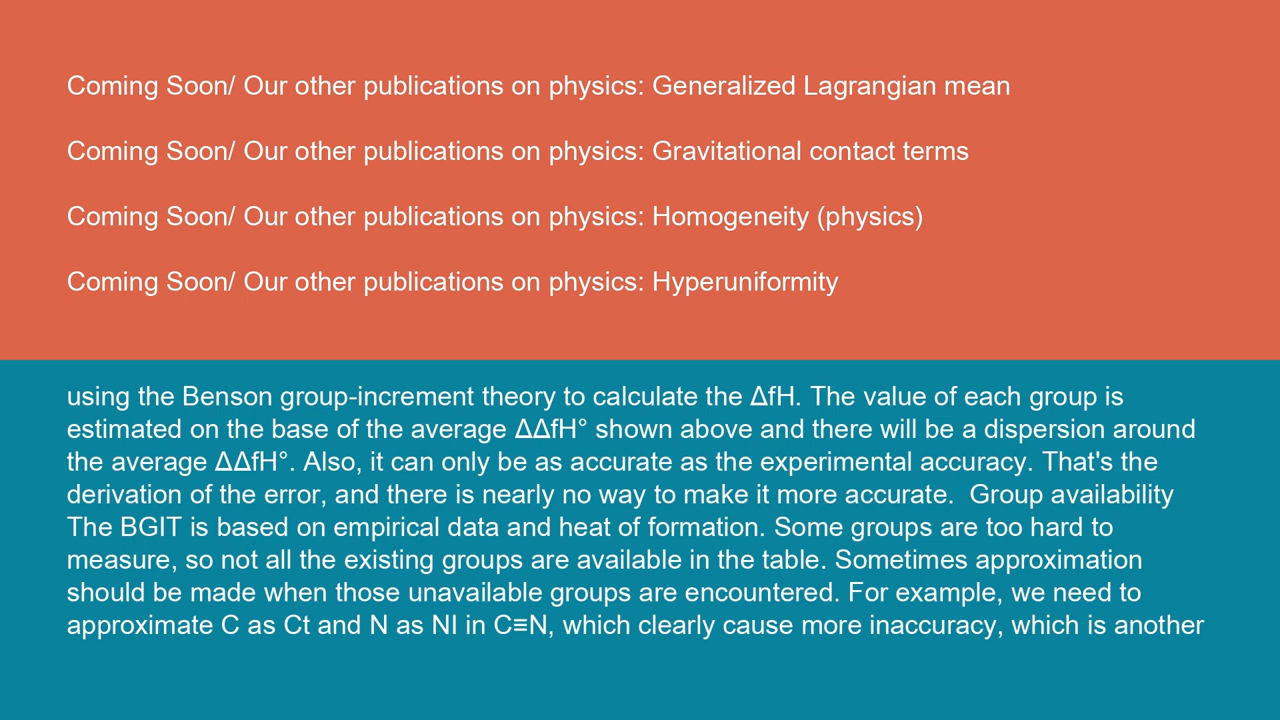 Coming Soon/ Our other publications on physics: Generalized Lagrangian mean
Coming Soon/ Our other publications on physics: Gravitational contact terms
Coming Soon/ Our other publications on physics: Homogeneity (physics)
Coming Soon/ Our other publications on physics: Hyperuniformity
using the Benson group-increment theory to calculate the ΔfH. The value of each group is
estimated on the base of the average ΔΔfH° shown above and there will be a dispersion around
the average ΔΔfH°. Also, it can only be as accurate as the experimental accuracy. That's the
derivation of the error, and there is nearly no way to make it more accurate.  Group availability
The BGIT is based on empirical data and heat of formation. Some groups are too hard to
measure, so not all the existing groups are available in the table. Sometimes approximation
should be made when those unavailable groups are encountered. For example, we need to
approximate C as Ct and N as NI in C≡N, which clearly cause more inaccuracy, which is another